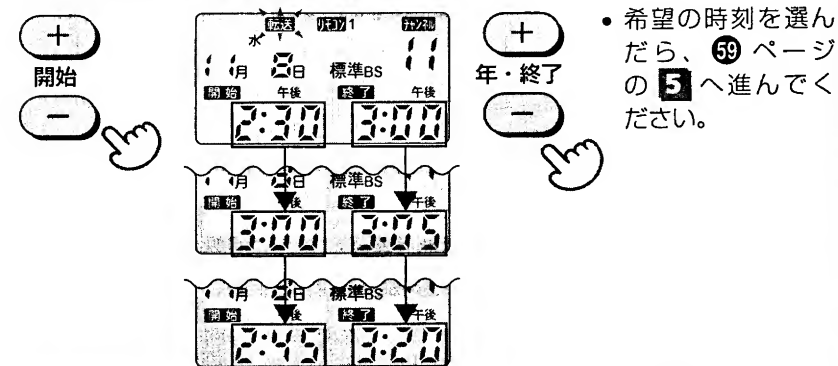 転送 リモコン1 チャンネル
水
11月 8日 標準BS 11
開始 午後 終了 午後
2:30 3:00
+
開始
−
+
年・終了
−
月 日 標準BS
開始 後 終了 午後
3:00 3:05
月 日 標準BS
開始 後 終了 午後
2:45 3:20
• 希望の時刻を選ん
だら、59 ページ
の 5 へ進んでく
ださい。